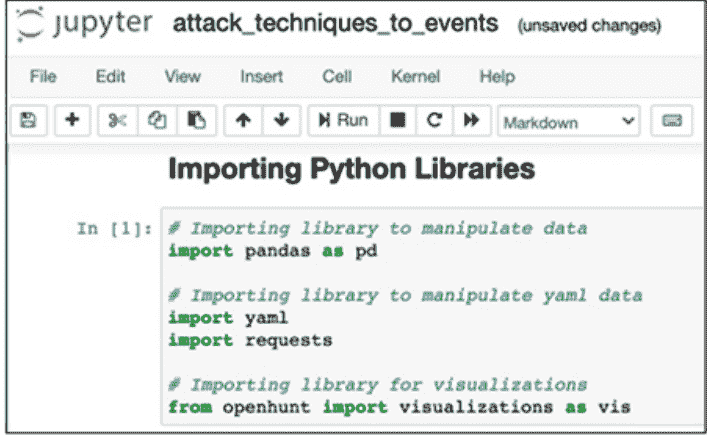 jupyter attack_techniques_to_events (unsaved changes)
File Edit View Insert Cell Kernel Help
Run Markdown
Importing Python Libraries
In [1]: # Importing library to manipulate data
import pandas as pd
# Importing library to manipulate yaml data
import yaml
import requests
# Importing library for visualizations
from openhunt import visualizations as vis